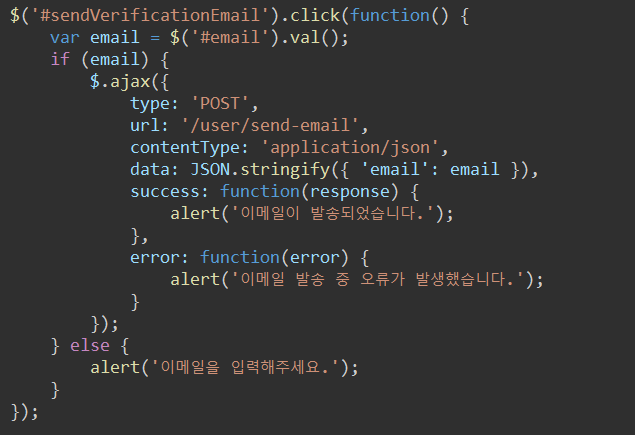 $('#sendVerificationEmail').click(function() {
    var email = $('#email').val();
    if (email) {
        $.ajax({
            type: 'POST',
            url: '/user/send-email',
            contentType: 'application/json',
            data: JSON.stringify({ 'email': email }),
            success: function(response) {
                alert('이메일이 발송되었습니다.');
            },
            error: function(error) {
                alert('이메일 발송 중 오류가 발생했습니다.');
            }
        });
    } else {
        alert('이메일을 입력해주세요.');
    }
});